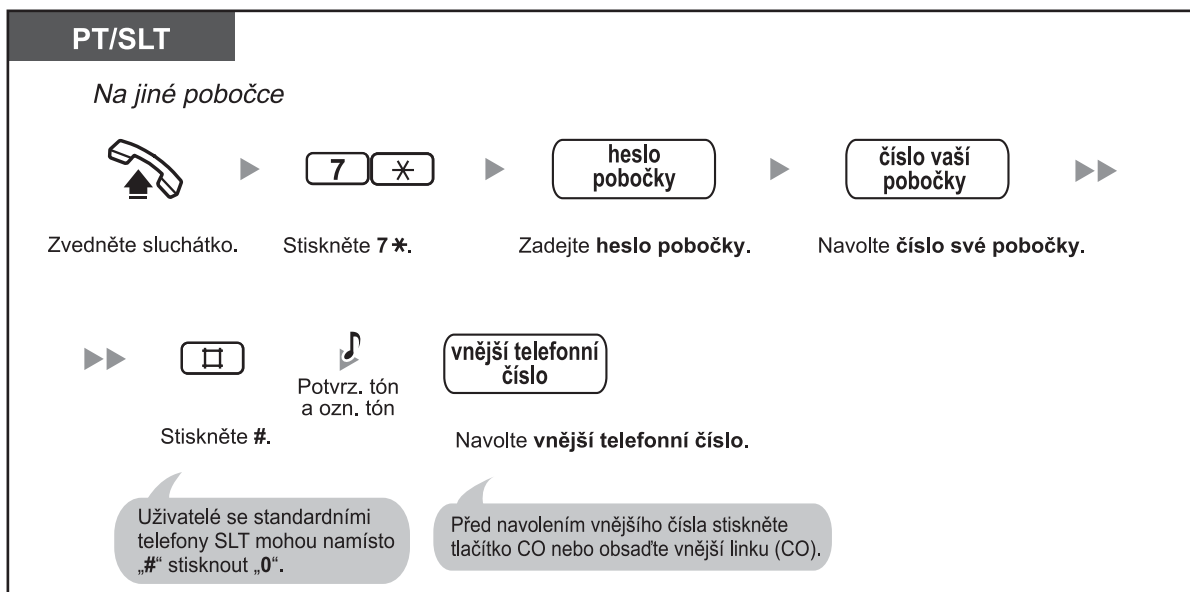 PT/SLT
Na jiné pobočce
7 *
heslo
pobočky
číslo vaší
pobočky
Zvedněte sluchátko.
Stiskněte 7 *.
Zadejte heslo pobočky.
Navolte číslo své pobočky.
#
Potvrz. tón
a ozn. tón
vnější telefonní
číslo
Stiskněte #.
Navolte vnější telefonní číslo.
Uživatelé se standardními
telefony SLT mohou namísto
„#“ stisknout „0“.
Před navolením vnějšího čísla stiskněte
tlačítko CO nebo obsaďte vnější linku (CO).